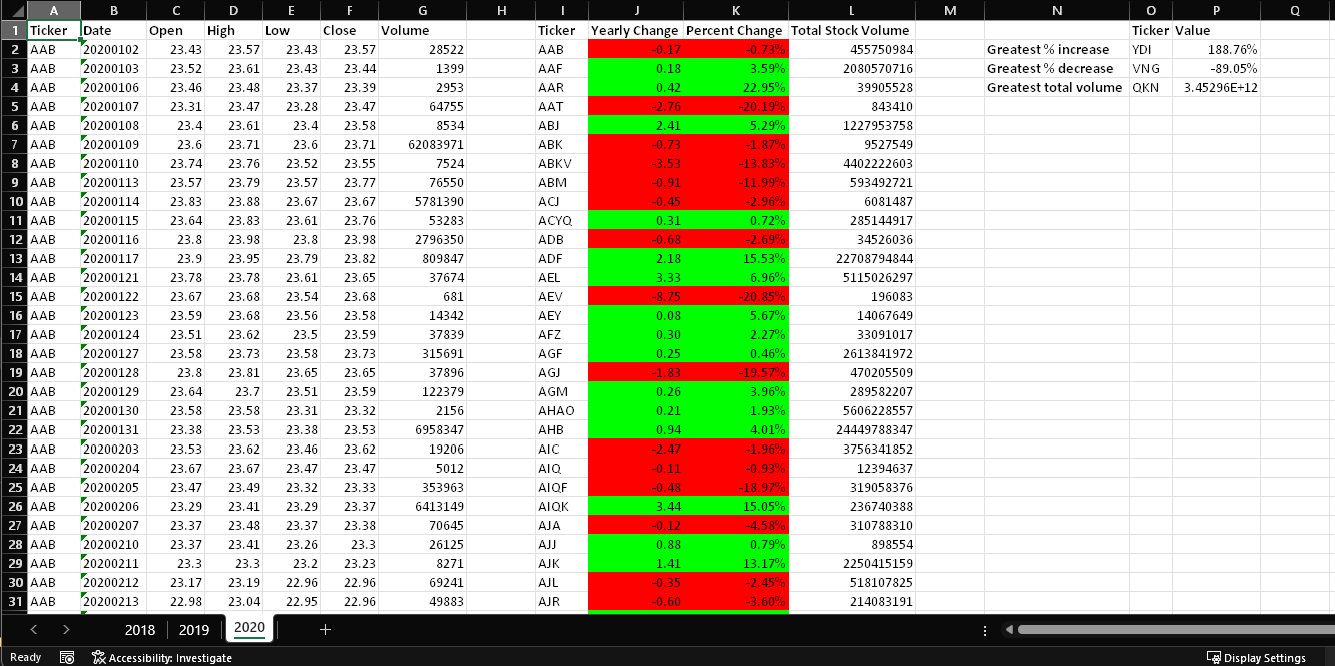 A B C D E F G H I J K L M N O P Q
1 Ticker Date Open High Low Close Volume Ticker Yearly Change Percent Change Total Stock Volume Ticker Value
2 AAB 20200102 23.43 23.57 23.43 23.57 28522 AAB -0.17 -0.73% 455750984 Greatest % increase YDI 188.76%
3 AAB 20200103 23.52 23.61 23.43 23.44 1399 AAF 0.18 3.59% 2080570716 Greatest % decrease VNG -89.05%
4 AAB 20200106 23.46 23.48 23.37 23.39 2953 AAR 0.42 22.95% 39905528 Greatest total volume QKN 3.45296E+12
5 AAB 20200107 23.31 23.47 23.28 23.47 64755 AAT -2.76 -20.19% 843410
6 AAB 20200108 23.4 23.61 23.4 23.58 8534 ABJ 2.41 5.29% 1227953758
7 AAB 20200109 23.6 23.71 23.6 23.71 62083971 ABK -0.73 -1.87% 9527549
8 AAB 20200110 23.74 23.76 23.52 23.55 7524 ABKV -3.53 -13.83% 4402222603
9 AAB 20200113 23.57 23.79 23.57 23.77 76550 ABM -0.91 -11.99% 593492721
10 AAB 20200114 23.83 23.88 23.67 23.67 5781390 ACJ -0.45 -2.96% 6081487
11 AAB 20200115 23.64 23.83 23.61 23.76 53283 ACYQ 0.31 0.72% 285144917
12 AAB 20200116 23.8 23.98 23.8 23.98 2796350 ADB -0.68 -2.69% 34526036
13 AAB 20200117 23.9 23.95 23.79 23.82 809847 ADF 2.18 15.53% 22708794844
14 AAB 20200121 23.78 23.78 23.61 23.65 37674 AEL 3.33 6.96% 5115026297
15 AAB 20200122 23.67 23.68 23.54 23.68 681 AEV -8.75 -20.85% 196083
16 AAB 20200123 23.59 23.68 23.56 23.58 14342 AEY 0.08 5.67% 14067649
17 AAB 20200124 23.51 23.62 23.5 23.59 37839 AFZ 0.30 2.27% 33091017
18 AAB 20200127 23.58 23.73 23.58 23.73 315691 AGF 0.25 0.46% 2613841972
19 AAB 20200128 23.8 23.81 23.65 23.65 37896 AGJ -1.83 -19.57% 470205509
20 AAB 20200129 23.64 23.7 23.51 23.59 122379 AGM 0.26 3.96% 289582207
21 AAB 20200130 23.58 23.58 23.31 23.32 2156 AHAO 0.21 1.93% 5606228557
22 AAB 20200131 23.38 23.53 23.38 23.53 6958347 AHB 0.94 4.01% 24449788347
23 AAB 20200203 23.53 23.62 23.46 23.62 19206 AIC -2.47 -1.96% 3756341852
24 AAB 20200204 23.67 23.67 23.47 23.47 5012 AIQ -0.11 -0.93% 12394637
25 AAB 20200205 23.47 23.49 23.32 23.33 353963 AIQF -0.48 -18.97% 319058376
26 AAB 20200206 23.29 23.41 23.29 23.37 6413149 AIQK 3.44 15.05% 236740388
27 AAB 20200207 23.37 23.48 23.37 23.38 70645 AJA -0.12 -4.58% 310788310
28 AAB 20200210 23.37 23.41 23.26 23.3 26125 AJJ 0.88 0.79% 898554
29 AAB 20200211 23.3 23.3 23.2 23.23 8271 AJK 1.41 13.17% 2250415159
30 AAB 20200212 23.17 23.19 22.96 22.96 69241 AJL -0.35 -2.45% 518107825
31 AAB 20200213 22.98 23.04 22.95 22.96 49883 AJR -0.60 -3.60% 214083191
2018 2019 2020 +
Ready Accessibility: Investigate Display Settings